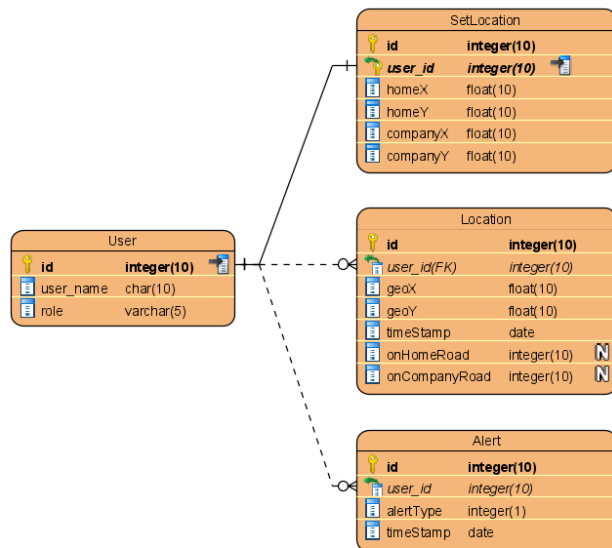 SetLocation
id integer(10)
user_id integer(10)
homeX float(10)
homeY float(10)
companyX float(10)
companyY float(10)
User
id integer(10)
user_name char(10)
role varchar(5)
Location
id integer(10)
user_id(FK) integer(10)
geoX float(10)
geoY float(10)
timeStamp date
onHomeRoad integer(10) N
onCompanyRoad integer(10) N
Alert
id integer(10)
user_id integer(10)
alertType integer(1)
timeStamp date